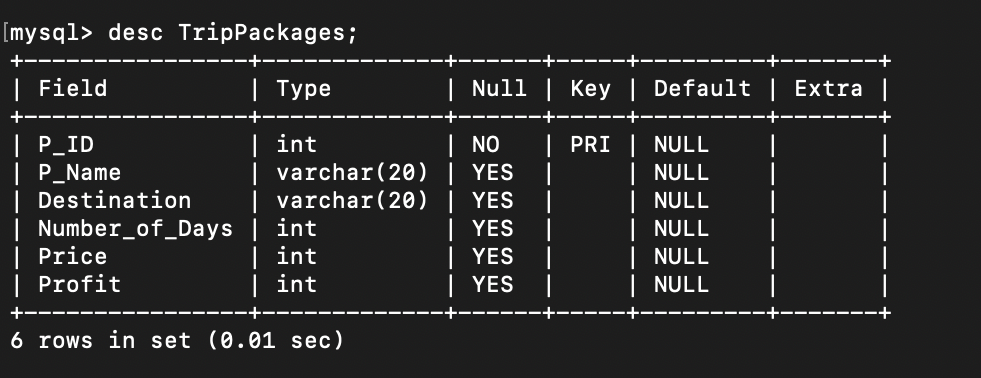 [mysql> desc TripPackages;
+----------------+-------------+------+-----+---------+-------+
| Field          | Type        | Null | Key | Default | Extra |
+----------------+-------------+------+-----+---------+-------+
| P_ID           | int         | NO   | PRI | NULL    |       |
| P_Name         | varchar(20) | YES  |     | NULL    |       |
| Destination    | varchar(20) | YES  |     | NULL    |       |
| Number_of_Days | int         | YES  |     | NULL    |       |
| Price          | int         | YES  |     | NULL    |       |
| Profit         | int         | YES  |     | NULL    |       |
+----------------+-------------+------+-----+---------+-------+
6 rows in set (0.01 sec)